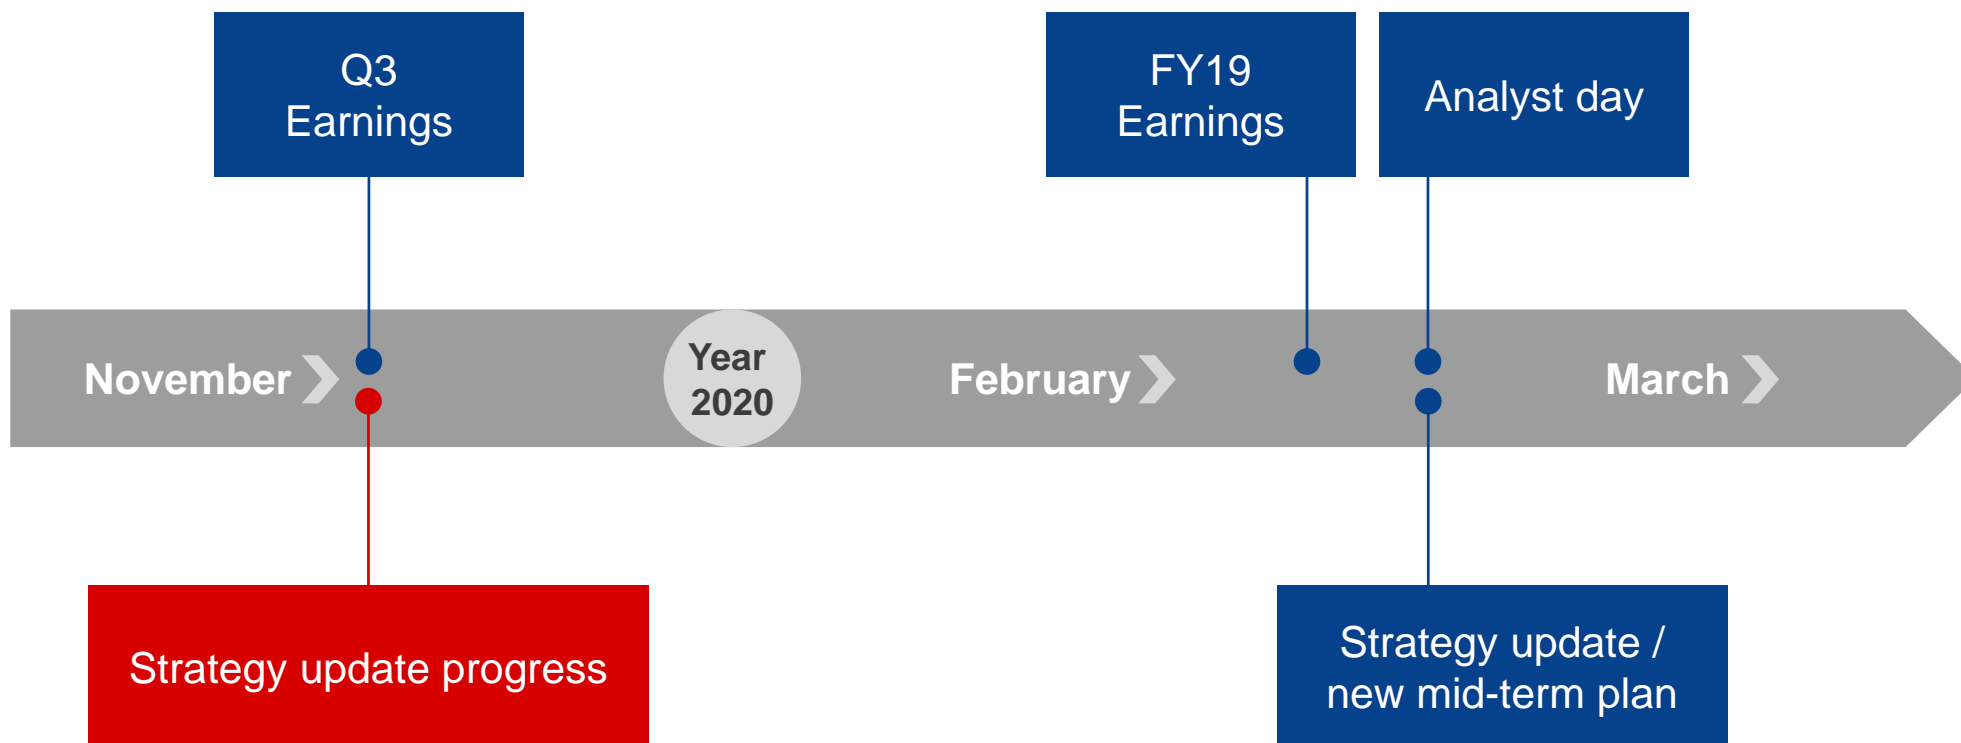 Q3
Earnings
FY19
Earnings
Analyst day
November
Year
2020
February
March
Strategy update progress
Strategy update /
new mid-term plan